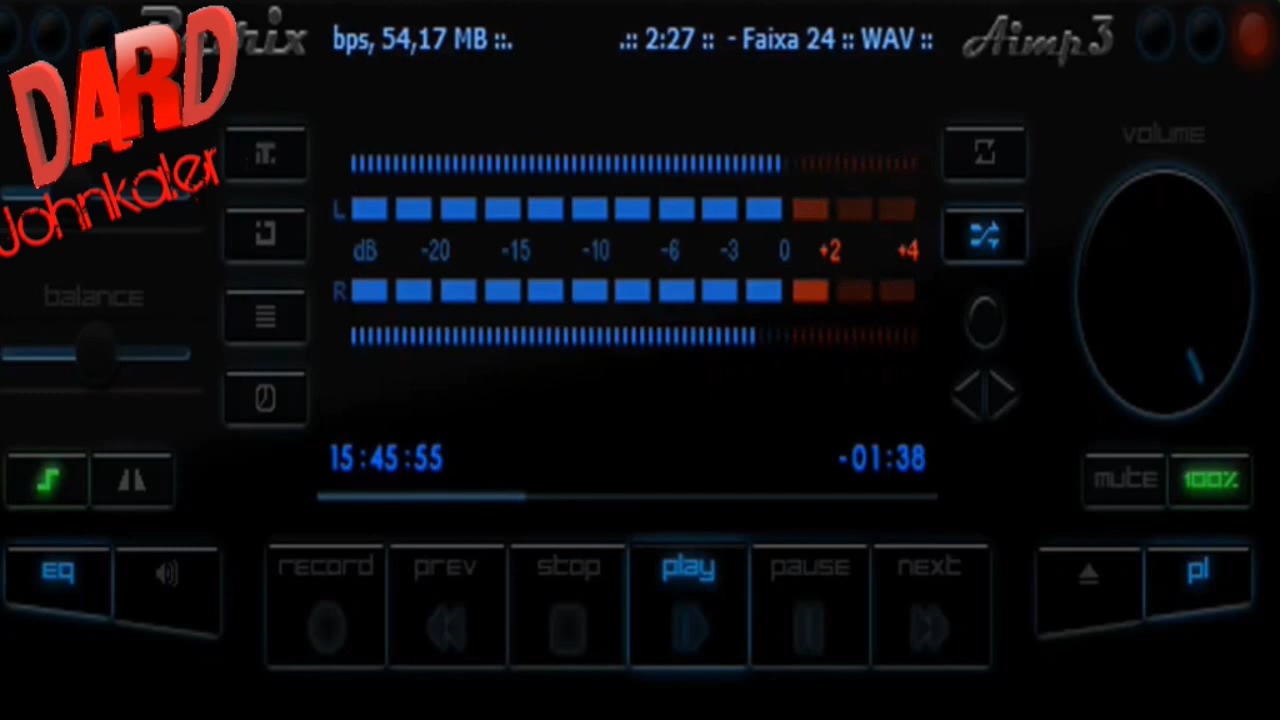 DARD
Johnkaler
bps, 54,17 MB ::.
.:: 2:27 :: - Faixa 24 :: WAV ::
Aimp3
volume
L
dB -20 -15 -10 -6 -3 0 +2 +4
R
balance
15:45:55
-01:38
mute
100%
eq
record
prev
stop
play
pause
next
pl